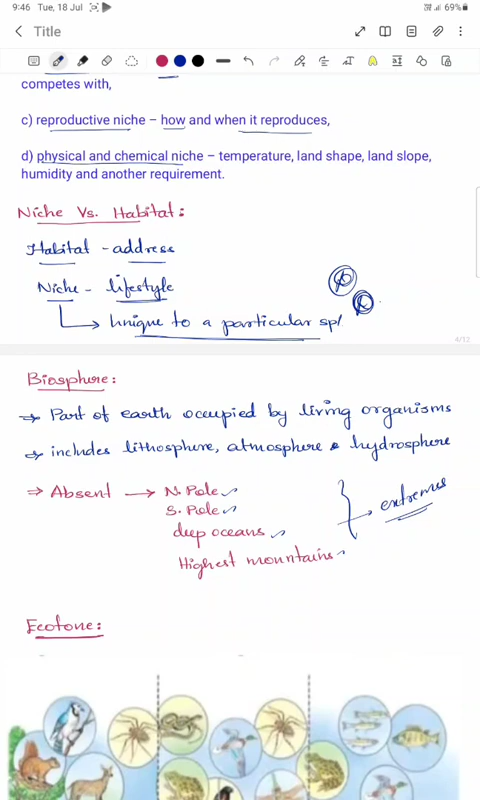 9:46 Tue, 18 Jul
69%
Title
competes with,
c) reproductive niche – how and when it reproduces,
d) physical and chemical niche – temperature, land shape, land slope,
humidity and another requirement.
Niche Vs. Habitat:
Habitat - address
Niche - lifestyle
Unique to a particular sp/
4/12
Biosphere:
Part of earth occupied by living organisms
includes lithosphere, atmosphere & hydrosphere
⇒ Absent → N. Pole
S. Pole
deep oceans
Highest mountains
→ extremes
Ecotone: